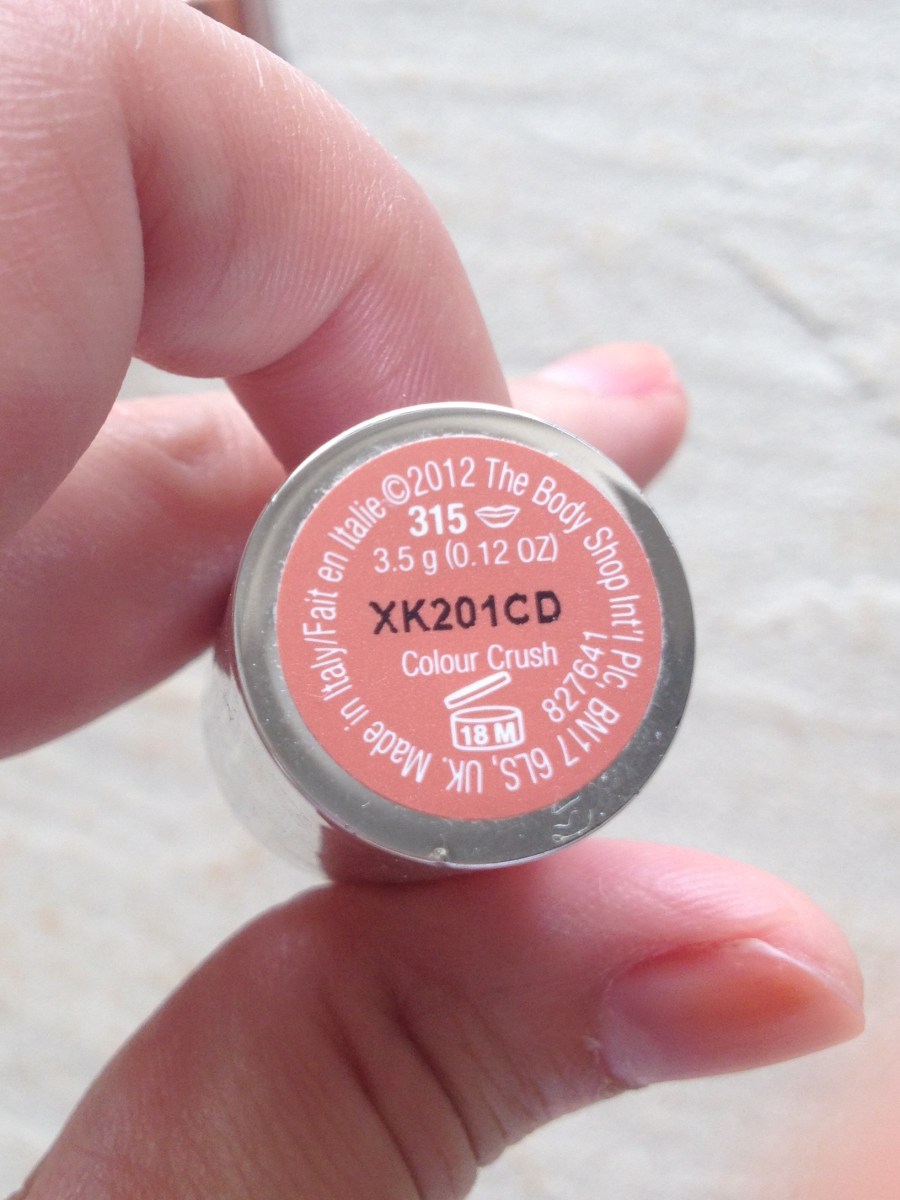 ©2012 The Body Shop Int'l Plc, BN17 6LS, UK. Made in Italy/Fait en Italie
315
3.5 g (0.12 OZ)
XK201CD
Colour Crush
827641
18 M